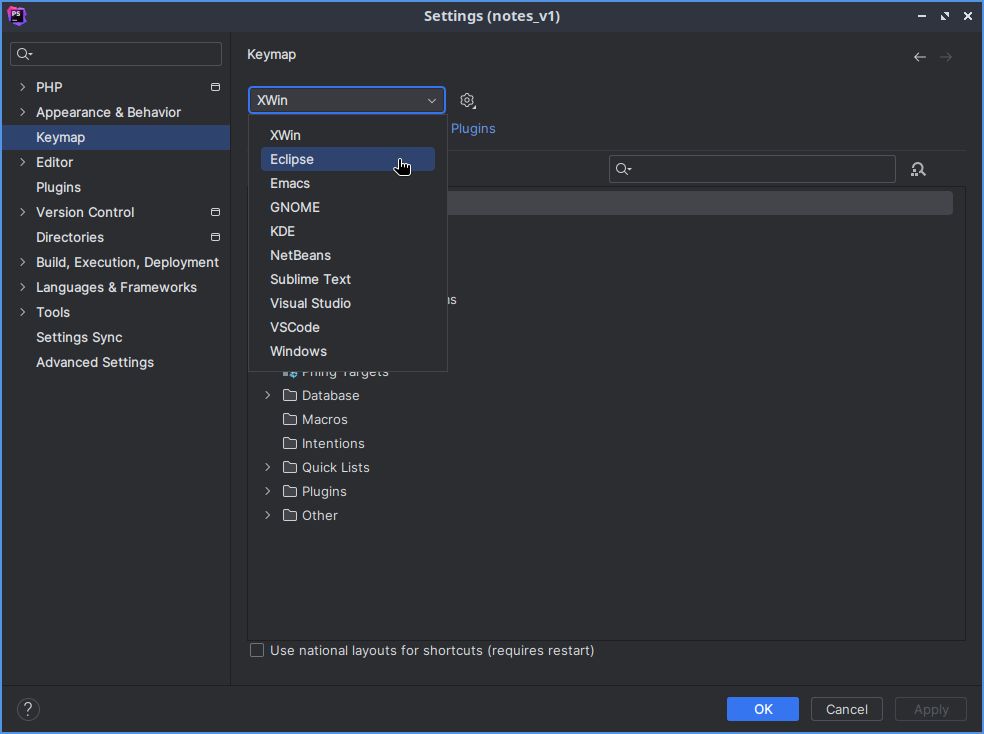 PS
Settings (notes_v1)
PHP
Appearance & Behavior
Keymap
Editor
Plugins
Version Control
Directories
Build, Execution, Deployment
Languages & Frameworks
Tools
Settings Sync
Advanced Settings
Keymap
XWin
Plugins
XWin
Eclipse
Emacs
GNOME
KDE
NetBeans
Sublime Text
Visual Studio
VSCode
Windows
Phing Targets
Database
Macros
Intentions
Quick Lists
Plugins
Other
Use national layouts for shortcuts (requires restart)
?
OK
Cancel
Apply